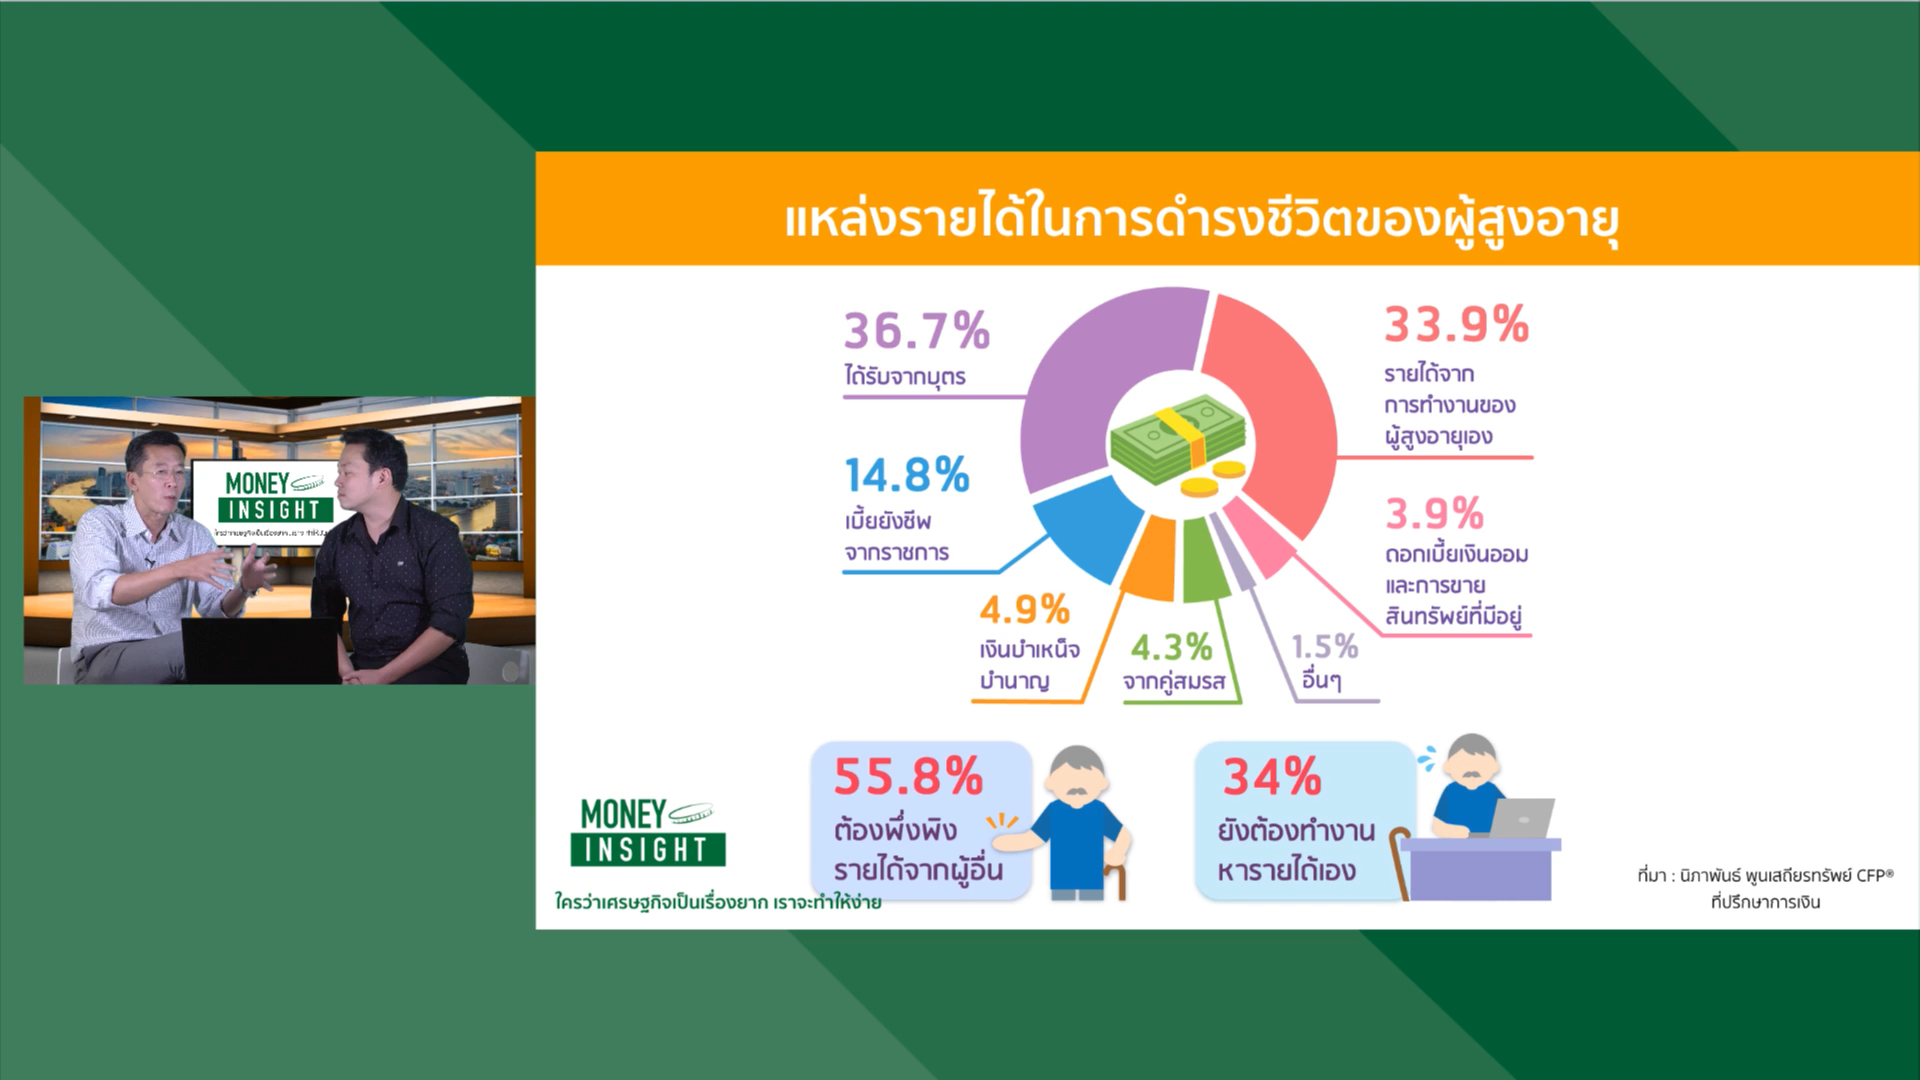 แหล่งรายได้ในการดำรงชีวิตของผู้สูงอายุ
36.7%
ได้รับจากบุตร
33.9%
รายได้จาก
การทำงานของ
ผู้สูงอายุเอง
14.8%
เบี้ยยังชีพ
จากราชการ
3.9%
ดอกเบี้ยเงินออม
และการขาย
สินทรัพย์ที่มีอยู่
4.9%
เงินบำเหน็จ
บำนาญ
4.3%
จากคู่สมรส
1.5%
อื่นๆ
MONEY
INSIGHT
55.8%
ต้องพึ่งพิง
รายได้จากผู้อื่น
34%
ยังต้องทำงาน
หารายได้เอง
MONEY
INSIGHT
ใครว่าเศรษฐกิจเป็นเรื่องยาก เราจะทำให้ง่าย
ที่มา : นิภาพันธ์ พูนเสถียรทรัพย์ CFP®
ที่ปรึกษาการเงิน